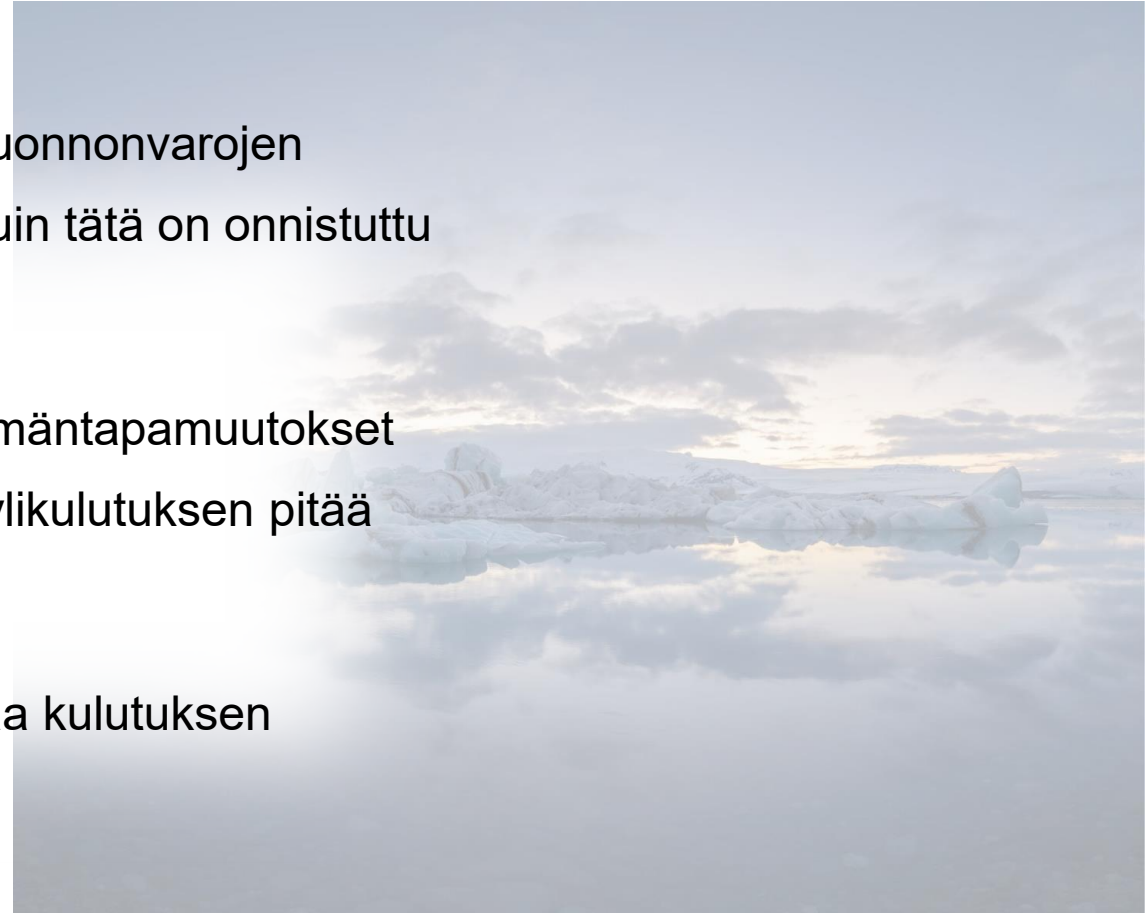 uonnonvarojen
uin tätä on onnistuttu
mäntapamuutokset
ylikulutuksen pitää
a kulutuksen